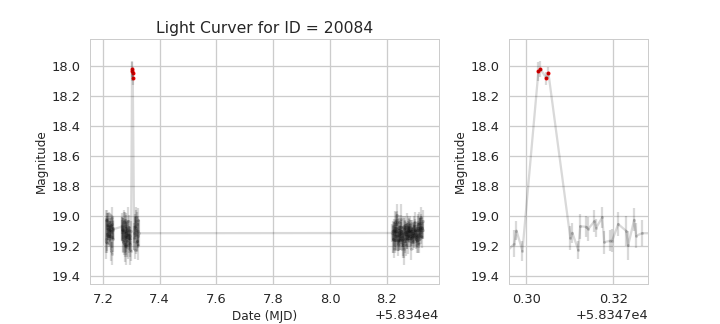 Light Curver for ID = 20084
Magnitude
18.0
18.2
18.4
18.6
18.8
19.0
19.2
19.4
7.2 7.4 7.6 7.8 8.0 8.2
Date (MJD)
+5.834e4
Magnitude
18.0
18.2
18.4
18.6
18.8
19.0
19.2
19.4
0.30 0.32
+5.8347e4